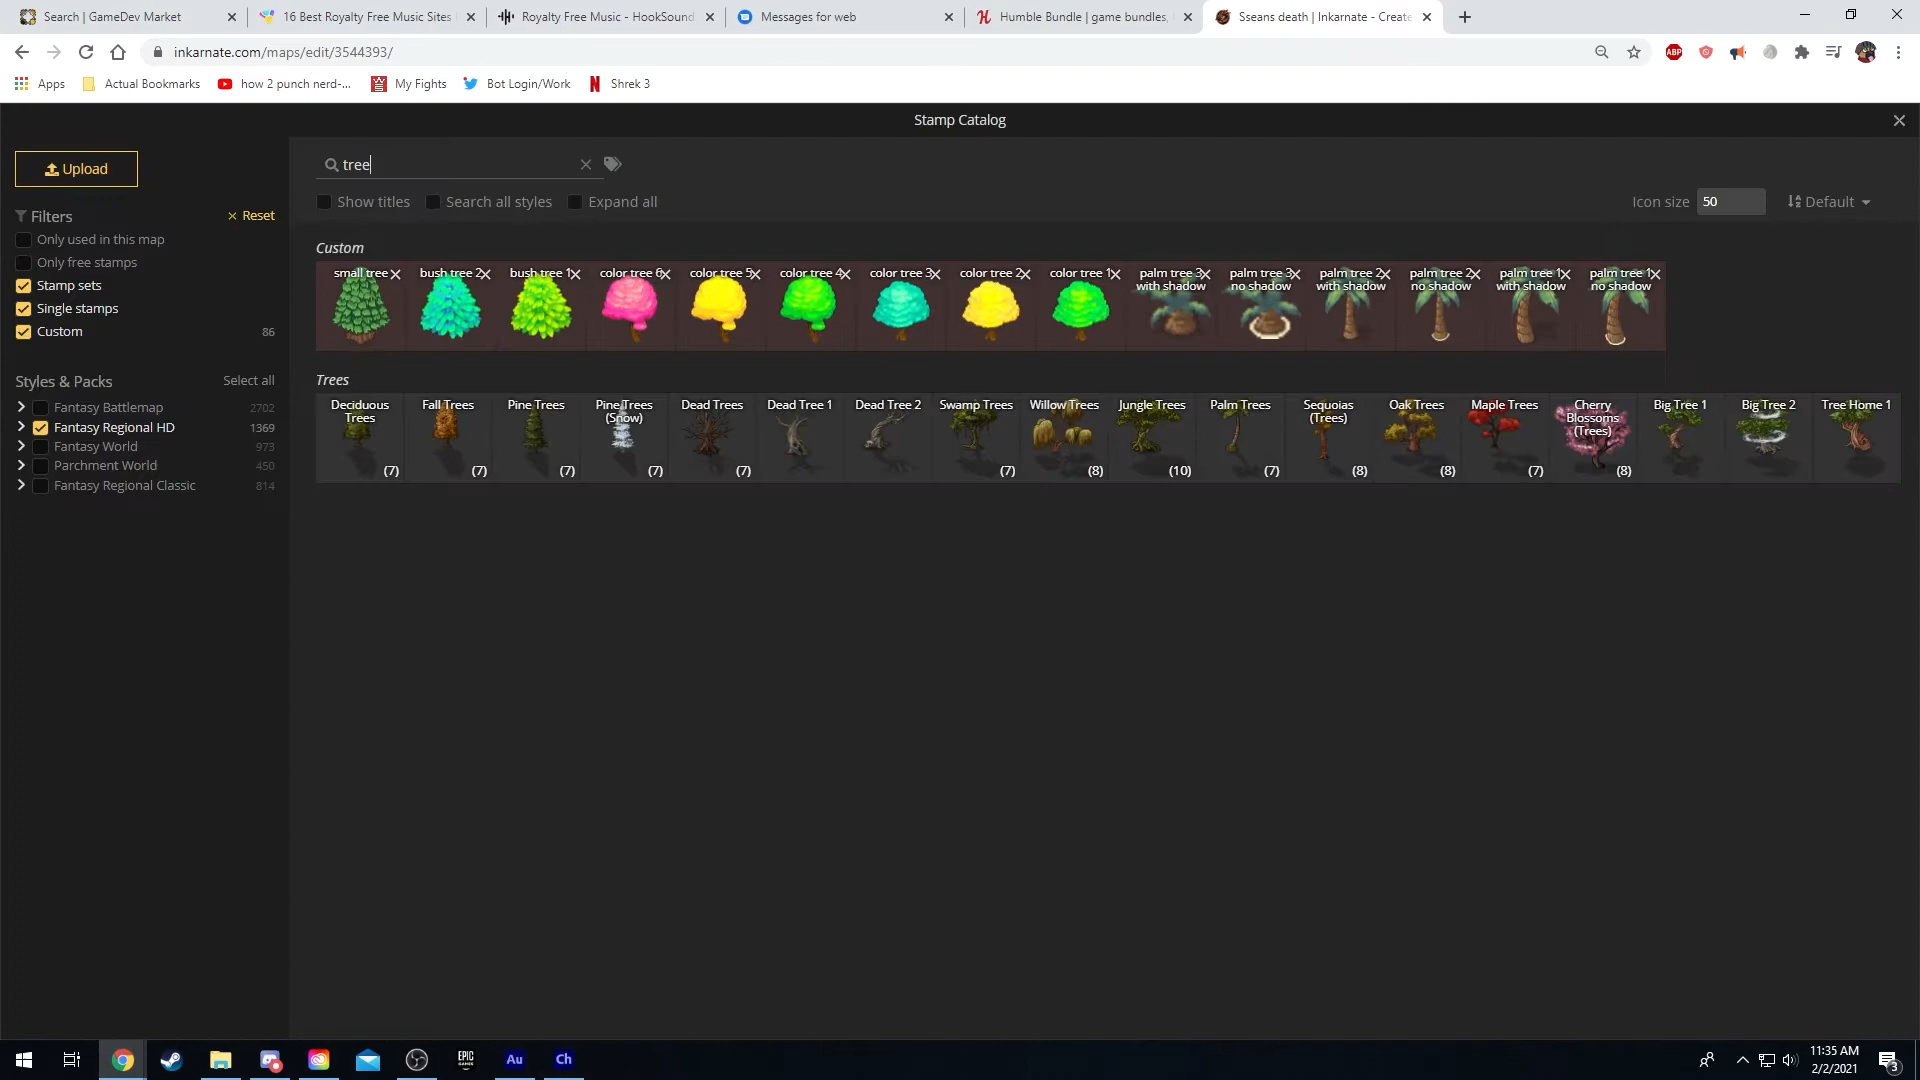 Search | GameDev Market
16 Best Royalty Free Music Sites
Royalty Free Music - HookSound
Messages for web
Humble Bundle | game bundles,
Sseans death | Inkarnate - Create
inkarnate.com/maps/edit/3544393/
ABP
Apps
Actual Bookmarks
how 2 punch nerd-...
My Fights
Bot Login/Work
Shrek 3
Stamp Catalog
Upload
tree
Show titles
Search all styles
Expand all
Icon size
50
Default
Filters
Reset
Only used in this map
Only free stamps
Stamp sets
Single stamps
Custom
86
Styles & Packs
Select all
Fantasy Battlemap
2702
Fantasy Regional HD
1369
Fantasy World
973
Parchment World
450
Fantasy Regional Classic
814
Custom
small tree
bush tree 2
bush tree 1
color tree 6
color tree 5
color tree 4
color tree 3
color tree 2
color tree 1
palm tree 3
with shadow
palm tree 3
no shadow
palm tree 2
with shadow
palm tree 2
no shadow
palm tree 1
with shadow
palm tree 1
no shadow
Trees
Deciduous
Trees
(7)
Fall Trees
(7)
Pine Trees
(7)
Pine Trees
(Snow)
(7)
Dead Trees
(7)
Dead Tree 1
Dead Tree 2
Swamp Trees
(7)
Willow Trees
(8)
Jungle Trees
(10)
Palm Trees
(7)
Sequoias
(Trees)
(8)
Oak Trees
(8)
Maple Trees
(7)
Cherry
Blossoms
(Trees)
(8)
Big Tree 1
Big Tree 2
Tree Home 1
EPIC
GAMES
Au
Ch
11:35 AM
2/2/2021
3